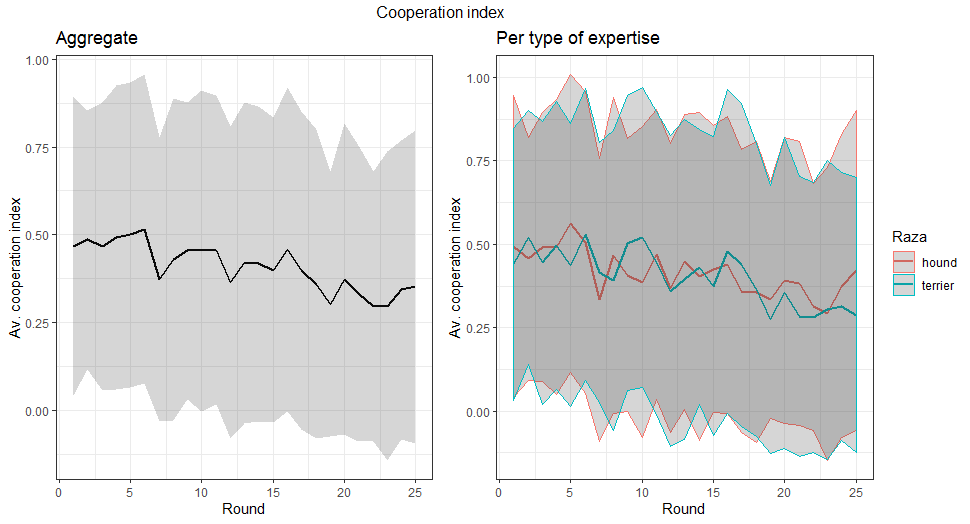 Cooperation index
Aggregate
Av. cooperation index
1.00
0.75
0.50
0.25
0.00
0 5 10 15 20 25
Round
Per type of expertise
Av. cooperation index
1.00
0.75
0.50
0.25
0.00
0 5 10 15 20 25
Round
Raza
hound
terrier